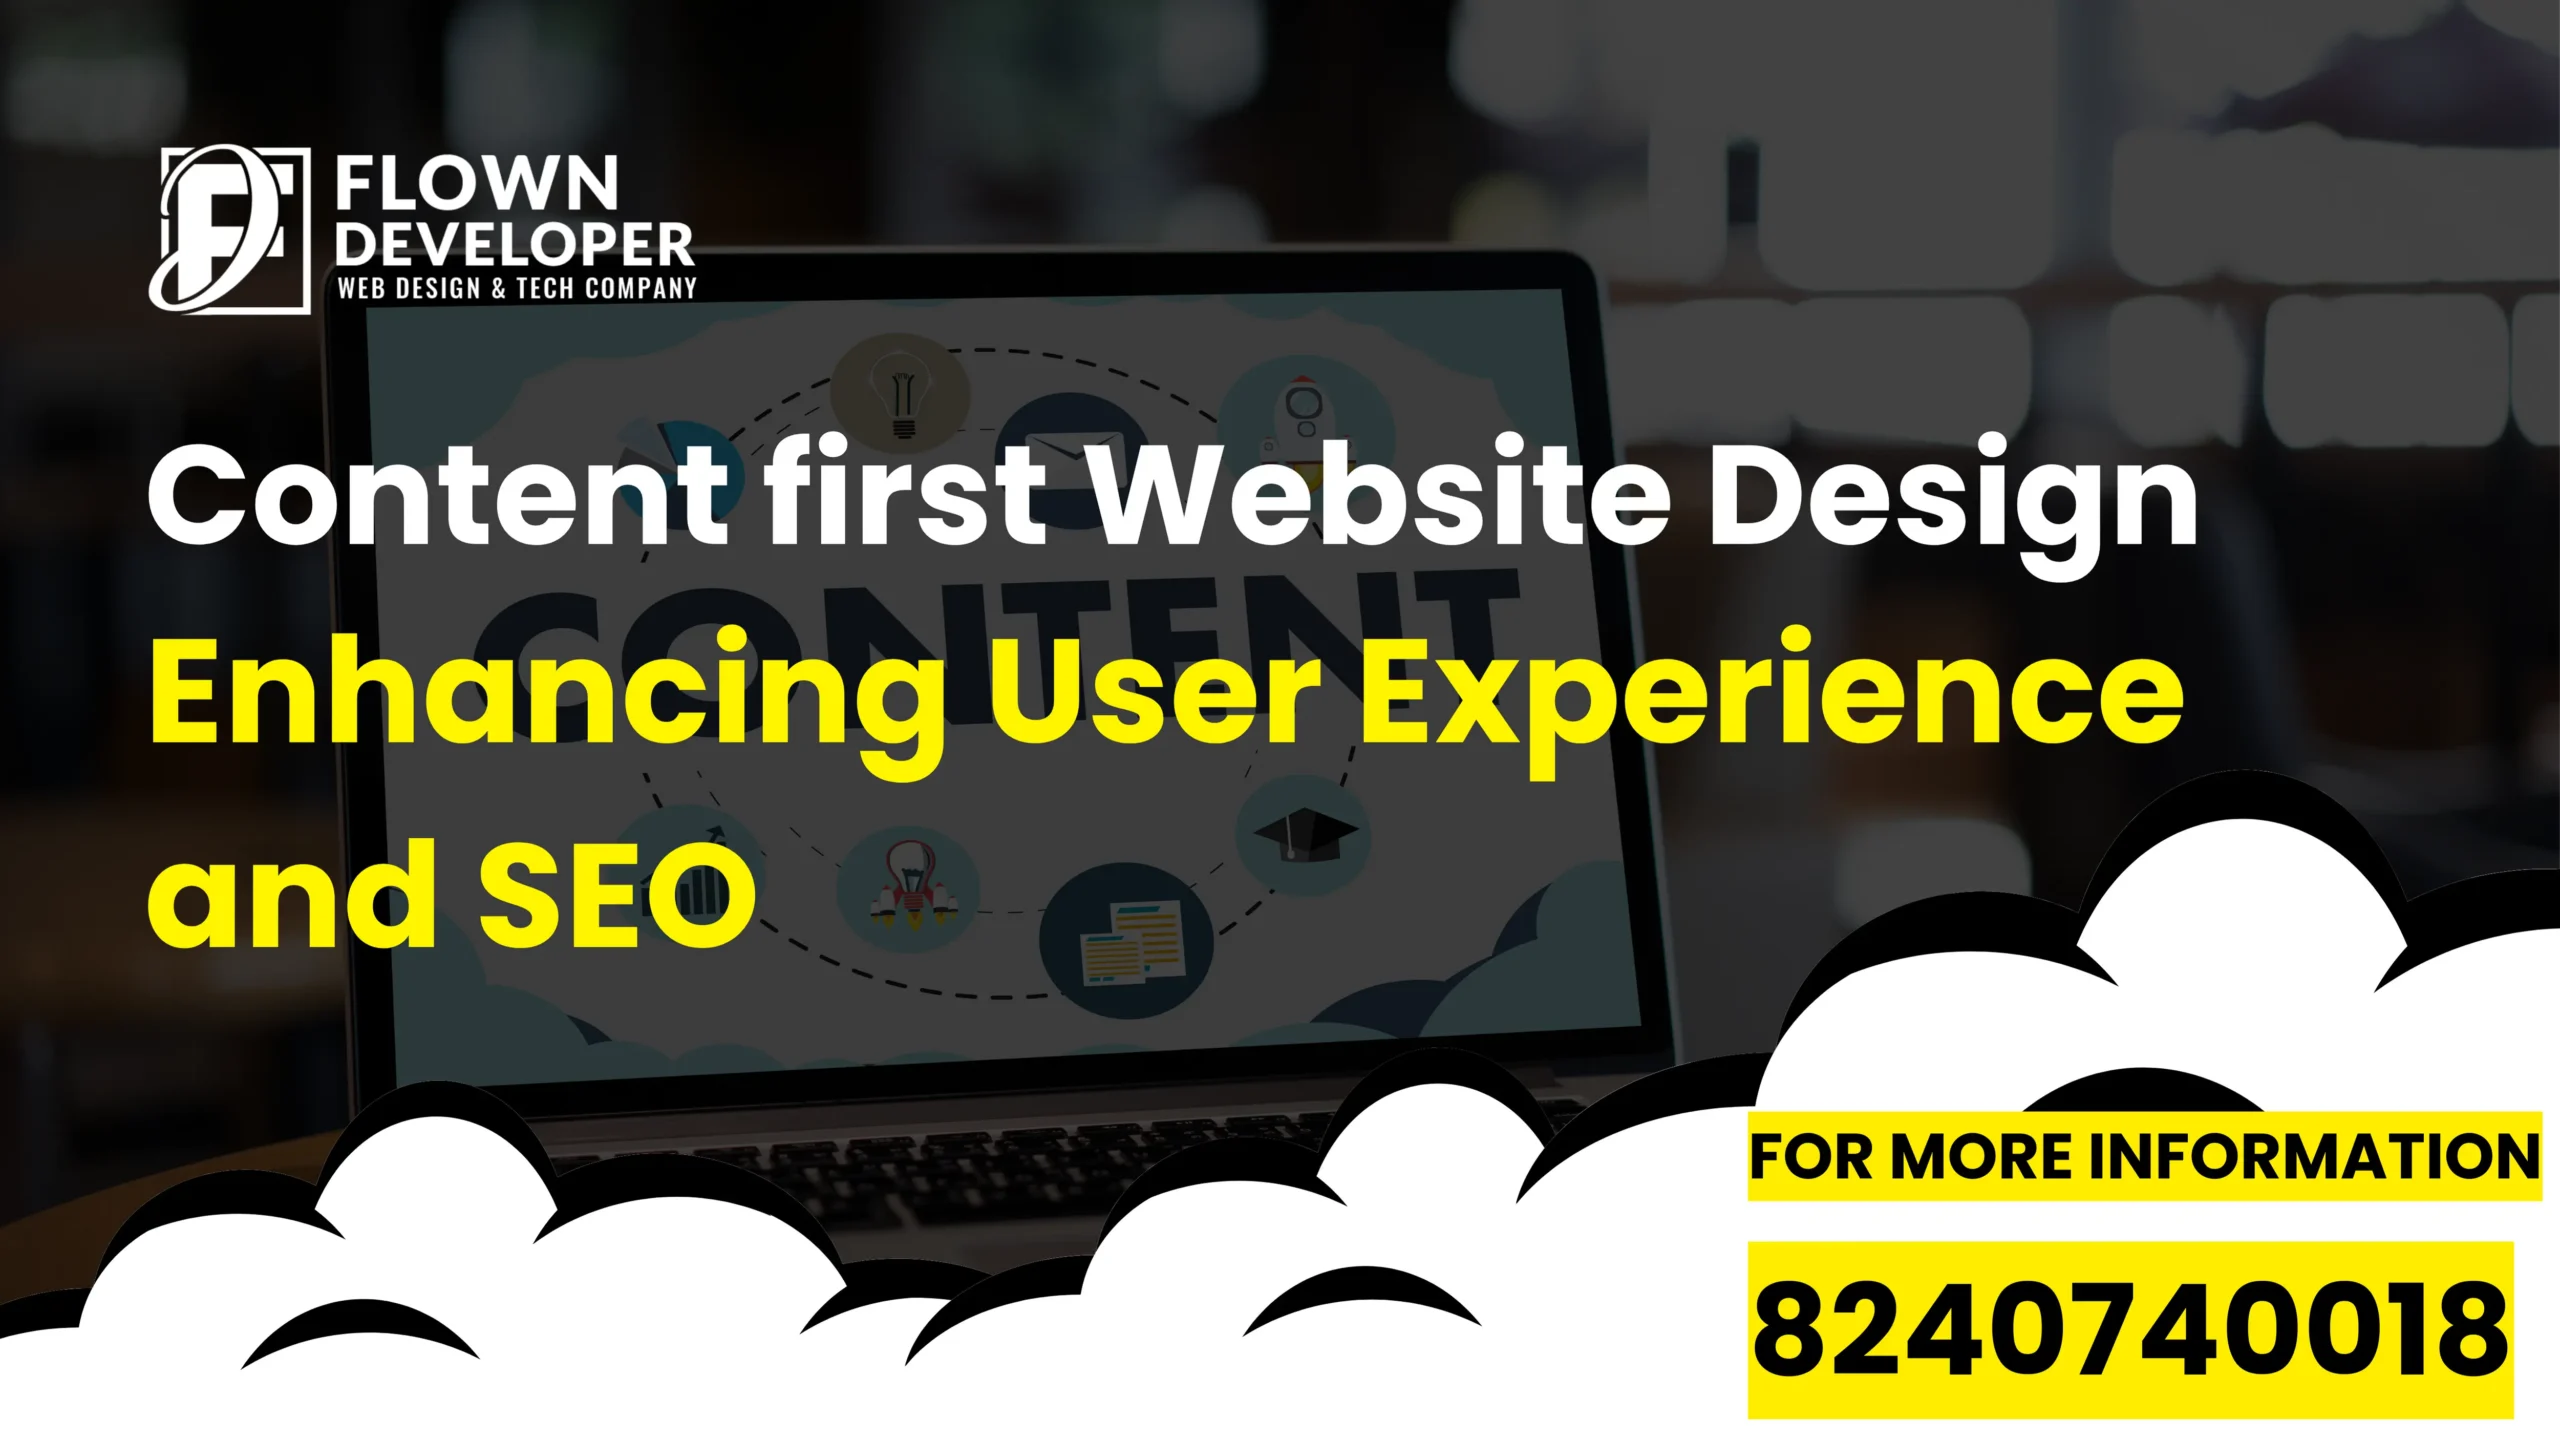 FLOWN
DEVELOPER
WEB DESIGN & TECH COMPANY
Content first Website Design
CONTENT
Enhancing User Experience
and SEO
FOR MORE INFORMATION
8240740018